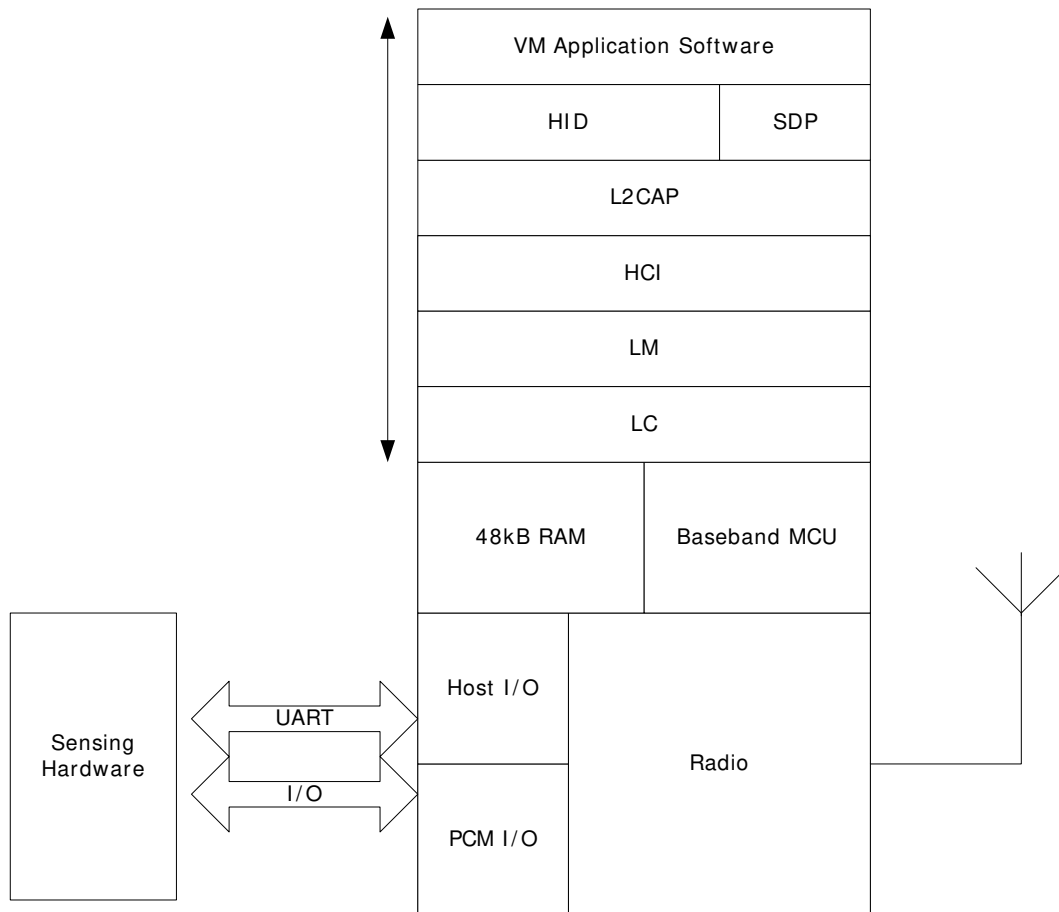 VM Application Software
HID
SDP
L2CAP
HCI
LM
LC
48kB RAM
Baseband MCU
Host I/O
UART
Sensing
Hardware
Radio
I/O
PCM I/O